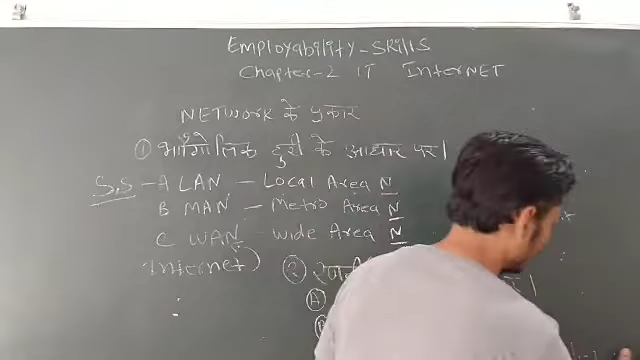 Employability-Skills
Chapter-2 IT InterNET
NETWORK के प्रकार
① भौगोलिक दुरी के आधार पर।
S.S - A LAN - Local Area N
B MAN - Metro Area N
C WAN - Wide Area N
Internet)
②
Ⓐ